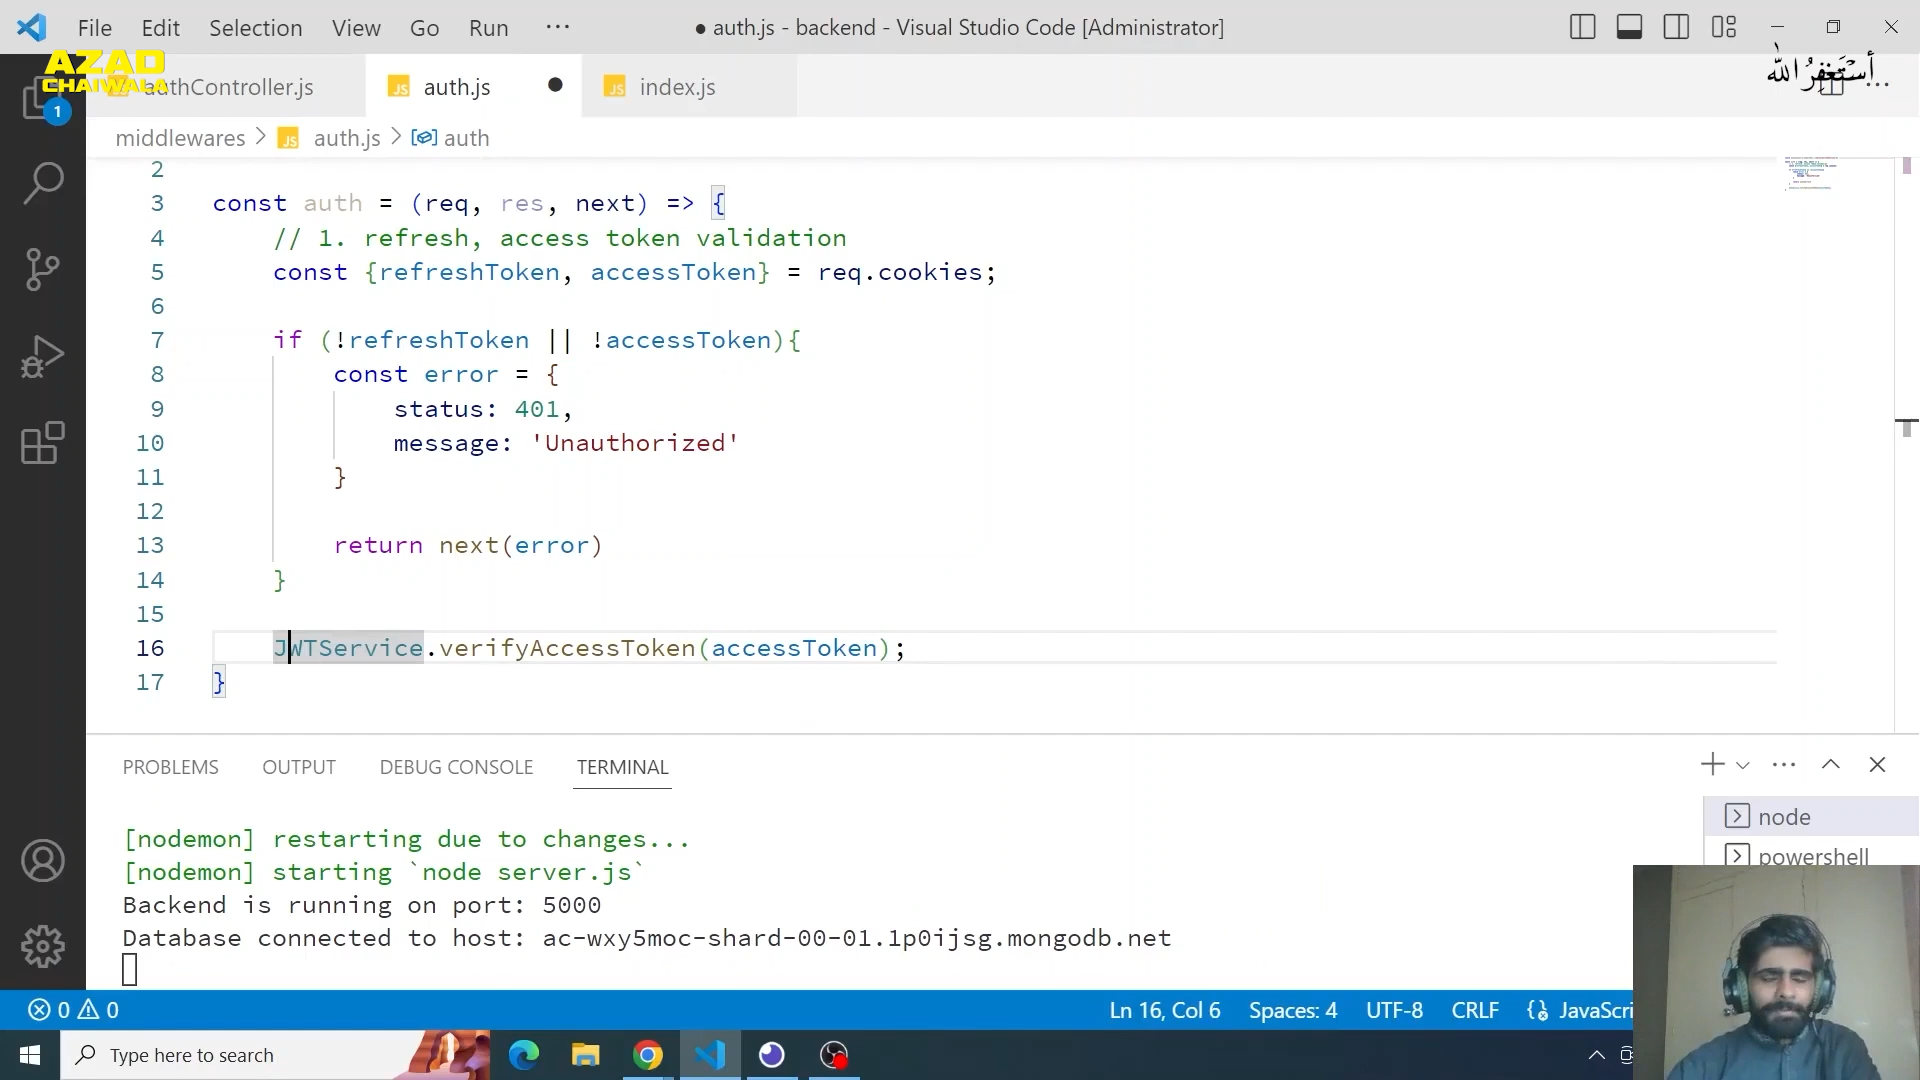 File Edit Selection View Go Run ··· ● auth.js - backend - Visual Studio Code [Administrator]
AZAD
CHAIWALA
أستغفر الله
authController.js JS auth.js ● JS index.js ···
1
middlewares > JS auth.js > auth
2
3 const auth = (req, res, next) => {
4 // 1. refresh, access token validation
5 const {refreshToken, accessToken} = req.cookies;
6
7 if (!refreshToken || !accessToken){
8 const error = {
9 status: 401,
10 message: 'Unauthorized'
11 }
12
13 return next(error)
14 }
15
16 JWTService.verifyAccessToken(accessToken);
17 }
PROBLEMS OUTPUT DEBUG CONSOLE TERMINAL
[nodemon] restarting due to changes...
[nodemon] starting `node server.js`
Backend is running on port: 5000
Database connected to host: ac-wxy5moc-shard-00-01.1p0ijsg.mongodb.net
node
powershell
0 0 Ln 16, Col 6 Spaces: 4 UTF-8 CRLF JavaScri
Type here to search